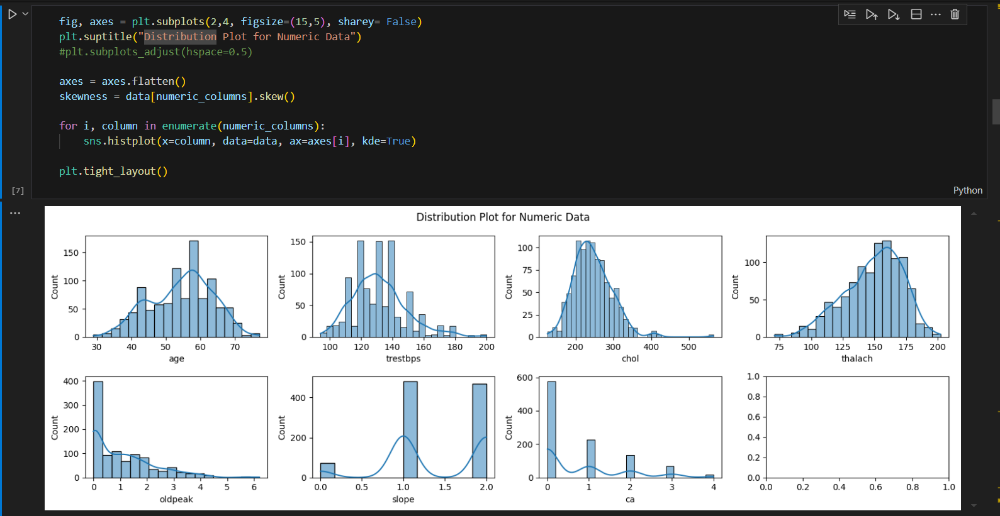 fig, axes = plt.subplots(2,4, figsize=(15,5), sharey= False)
plt.suptitle("Distribution Plot for Numeric Data")
#plt.subplots_adjust(hspace=0.5)
axes = axes.flatten()
skewness = data[numeric_columns].skew()
for i, column in enumerate(numeric_columns):
sns.histplot(x=column, data=data, ax=axes[i], kde=True)
plt.tight_layout()
[7]
Python
Distribution Plot for Numeric Data
150
100
50
0
Count
30 40 50 60 70
age
150
100
50
0
Count
100 120 140 160 180 200
trestbps
100
75
50
25
0
Count
200 300 400 500
chol
100
50
0
Count
75 100 125 150 175 200
thalach
400
300
200
100
0
Count
0 1 2 3 4 5 6
oldpeak
400
200
0
Count
0.0 0.5 1.0 1.5 2.0
slope
600
400
200
0
Count
0 1 2 3 4
ca
1.0
0.8
0.6
0.4
0.2
0.0
0.0 0.2 0.4 0.6 0.8 1.0